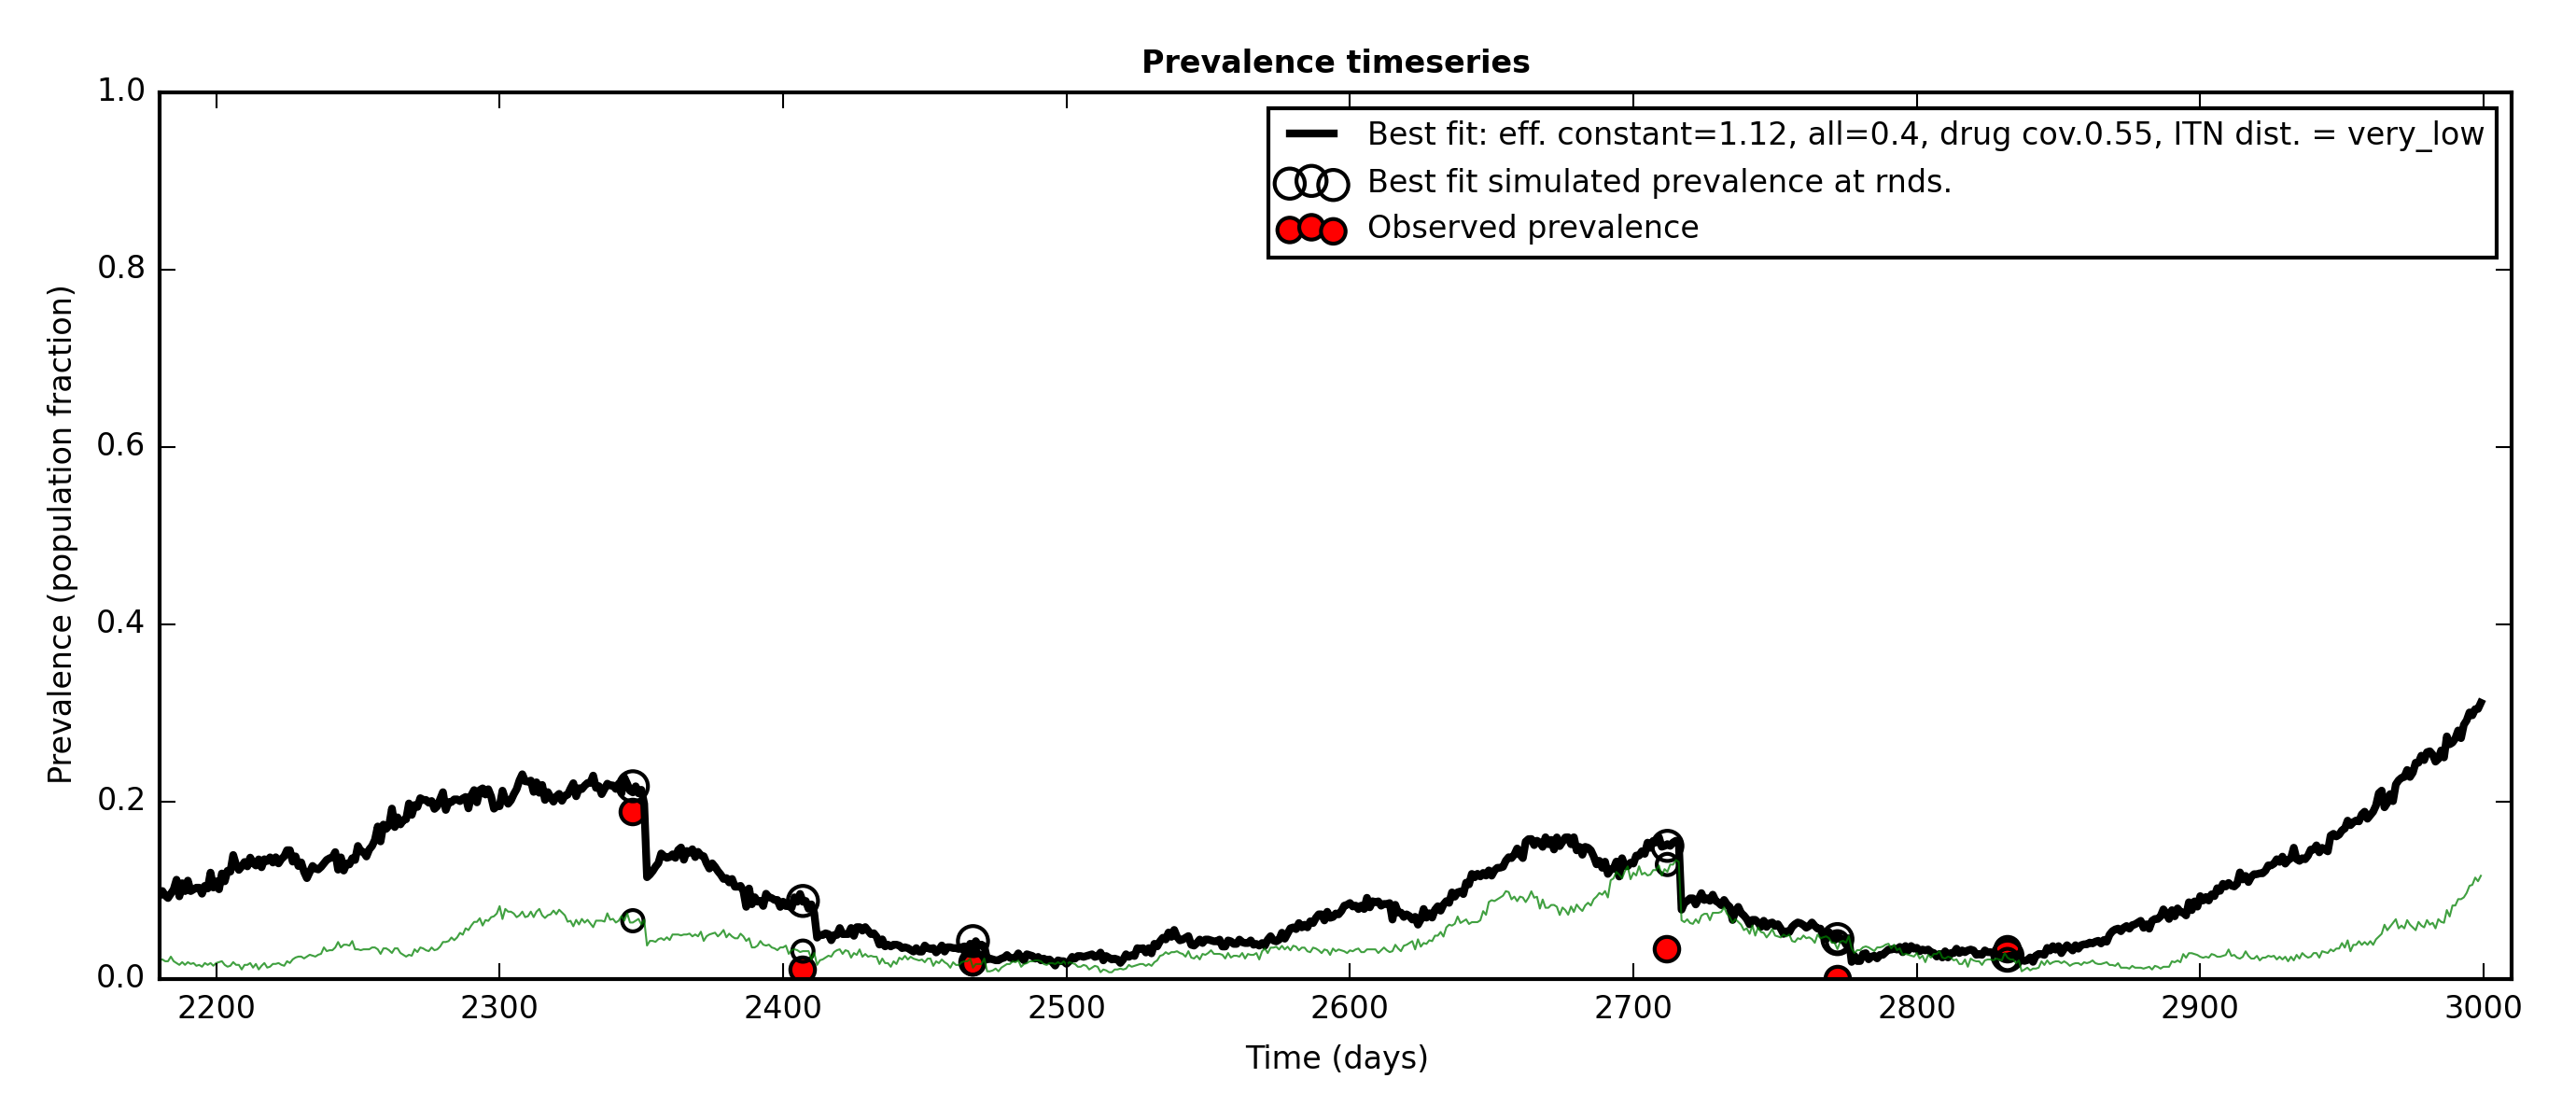 Prevalence timeseries
1.0
0.8
0.6
0.4
0.2
0.0
Prevalence (population fraction)
Best fit: eff. constant=1.12, all=0.4, drug cov.0.55, ITN dist. = very_low
Best fit simulated prevalence at rnds.
Observed prevalence
2200 2300 2400 2500 2600 2700 2800 2900 3000
Time (days)